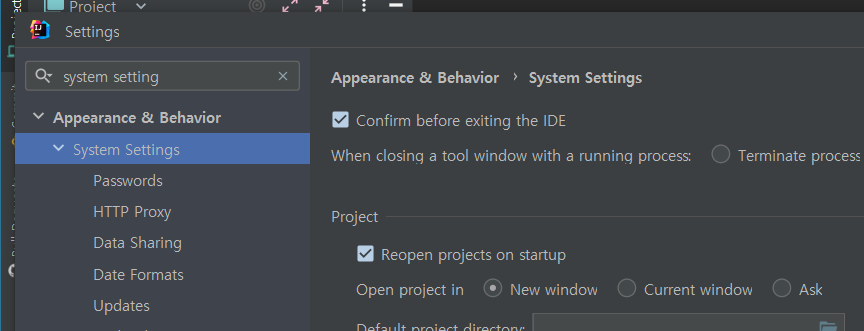 Project
Settings
system setting
Appearance & Behavior › System Settings
Appearance & Behavior
Confirm before exiting the IDE
System Settings
When closing a tool window with a running process: Terminate process
Passwords
HTTP Proxy
Project
Data Sharing
Reopen projects on startup
Date Formats
Open project in New window Current window Ask
Updates
Default project directory: